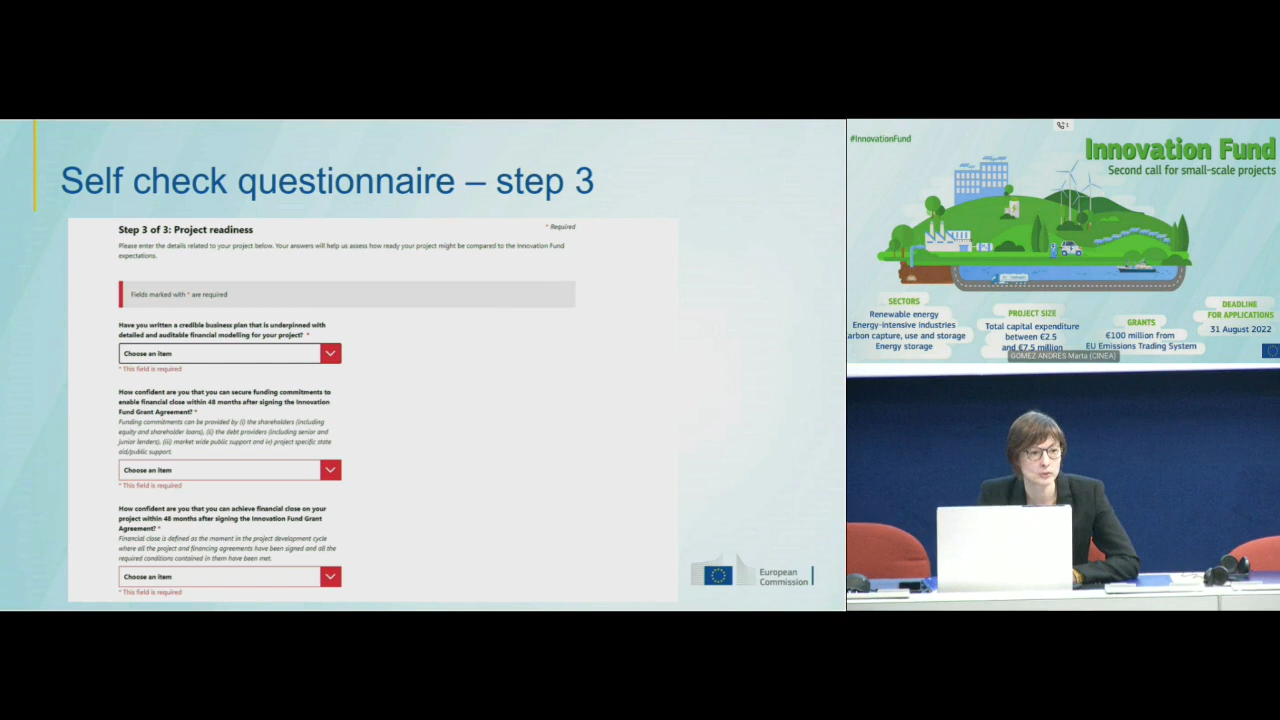 Self check questionnaire – step 3
Step 3 of 3: Project readiness
* Required
Please enter the details related to your project below. Your answers will help us assess how ready your project might be compared to the Innovation Fund
expectations.
Fields marked with * are required
Have you written a credible business plan that is underpinned with
detailed and auditable financial modelling for your project? *
Choose an item
* This field is required
How confident are you that you can secure funding commitments to
enable financial close within 48 months after signing the Innovation
Fund Grant Agreement? *
Funding commitments can be provided by (i) the shareholders (including
equity and shareholder loans), (ii) the debt providers (including senior and
junior lenders), (iii) market wide public support and iv) project specific state
aid/public support.
Choose an item
* This field is required
How confident are you that you can achieve financial close on your
project within 48 months after signing the Innovation Fund Grant
Agreement? *
Financial close is defined as the moment in the project development cycle
where all the project and financing agreements have been signed and all the
required conditions contained in them have been met.
Choose an item
* This field is required
European
Commission
1
#InnovationFund
Innovation Fund
Second call for small-scale projects
SECTORS
Renewable energy
Energy-intensive industries
arbon capture, use and storage
Energy storage
PROJECT SIZE
Total capital expenditure
between €2.5
and €7.5 million
GRANTS
€100 million from
EU Emissions Trading System
DEADLINE
FOR APPLICATIONS
31 August 2022
GOMEZ ANDRES Marta (CINEA)